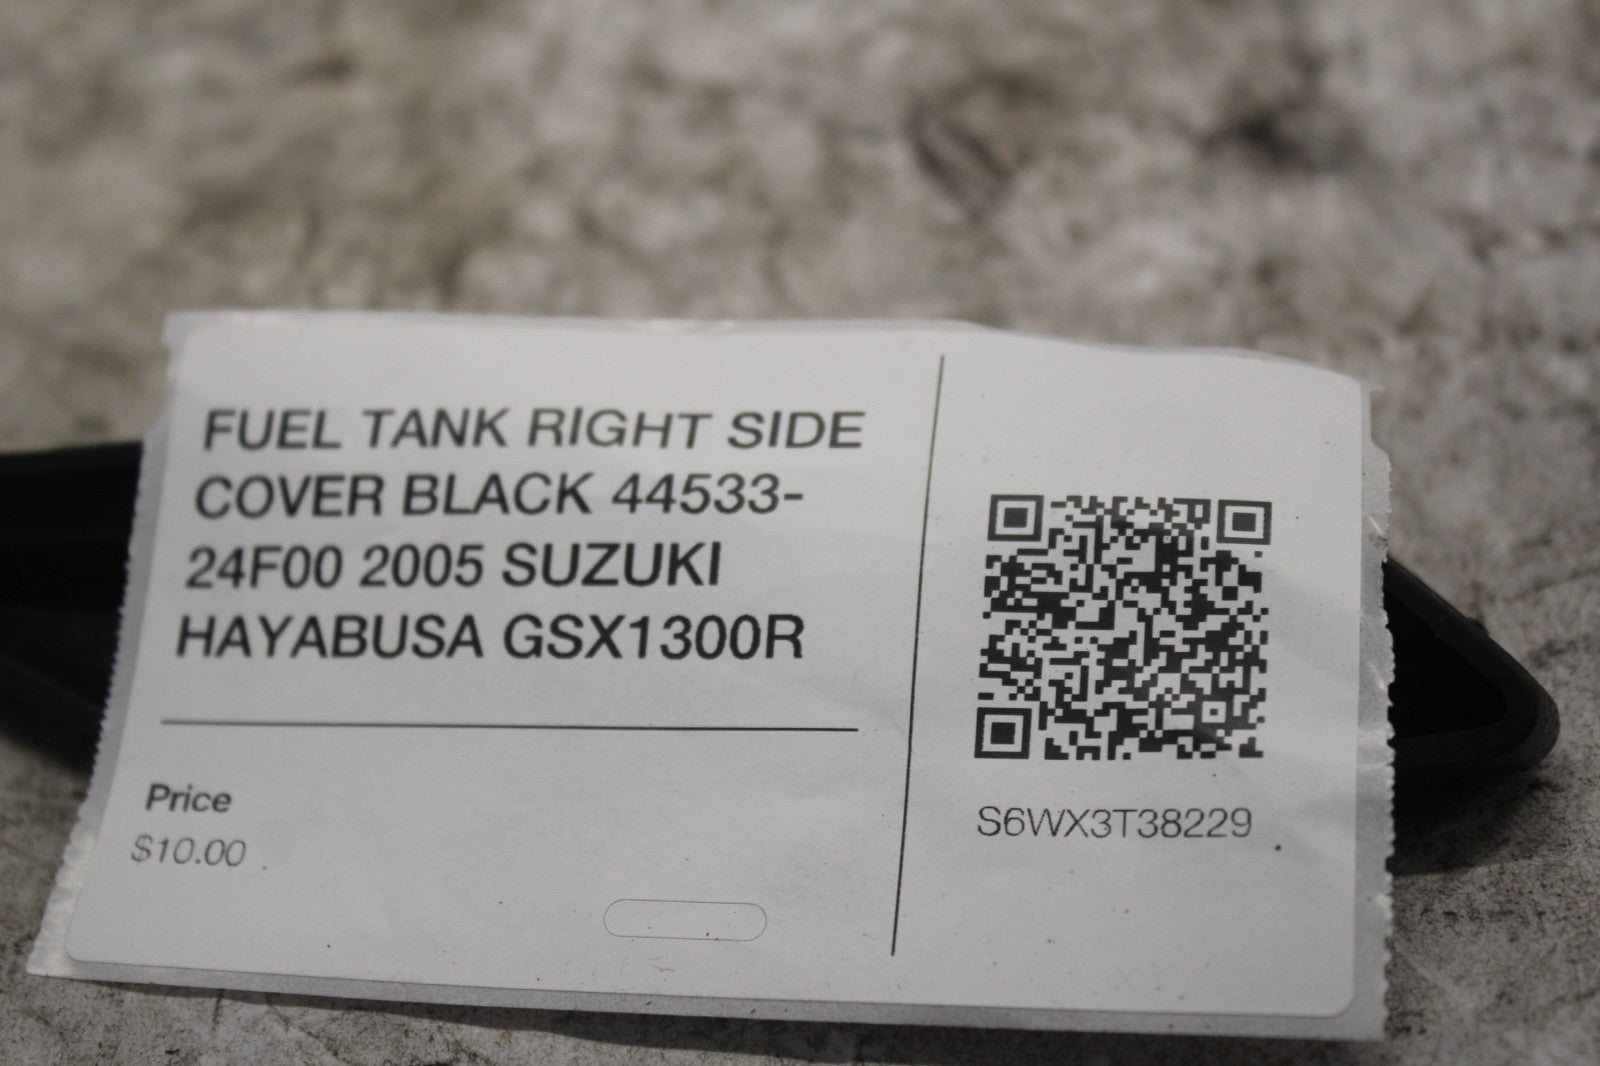 FUEL TANK RIGHT SIDE
COVER BLACK 44533-
24F00 2005 SUZUKI
HAYABUSA GSX1300R
Price
$10.00
S6WX3T38229